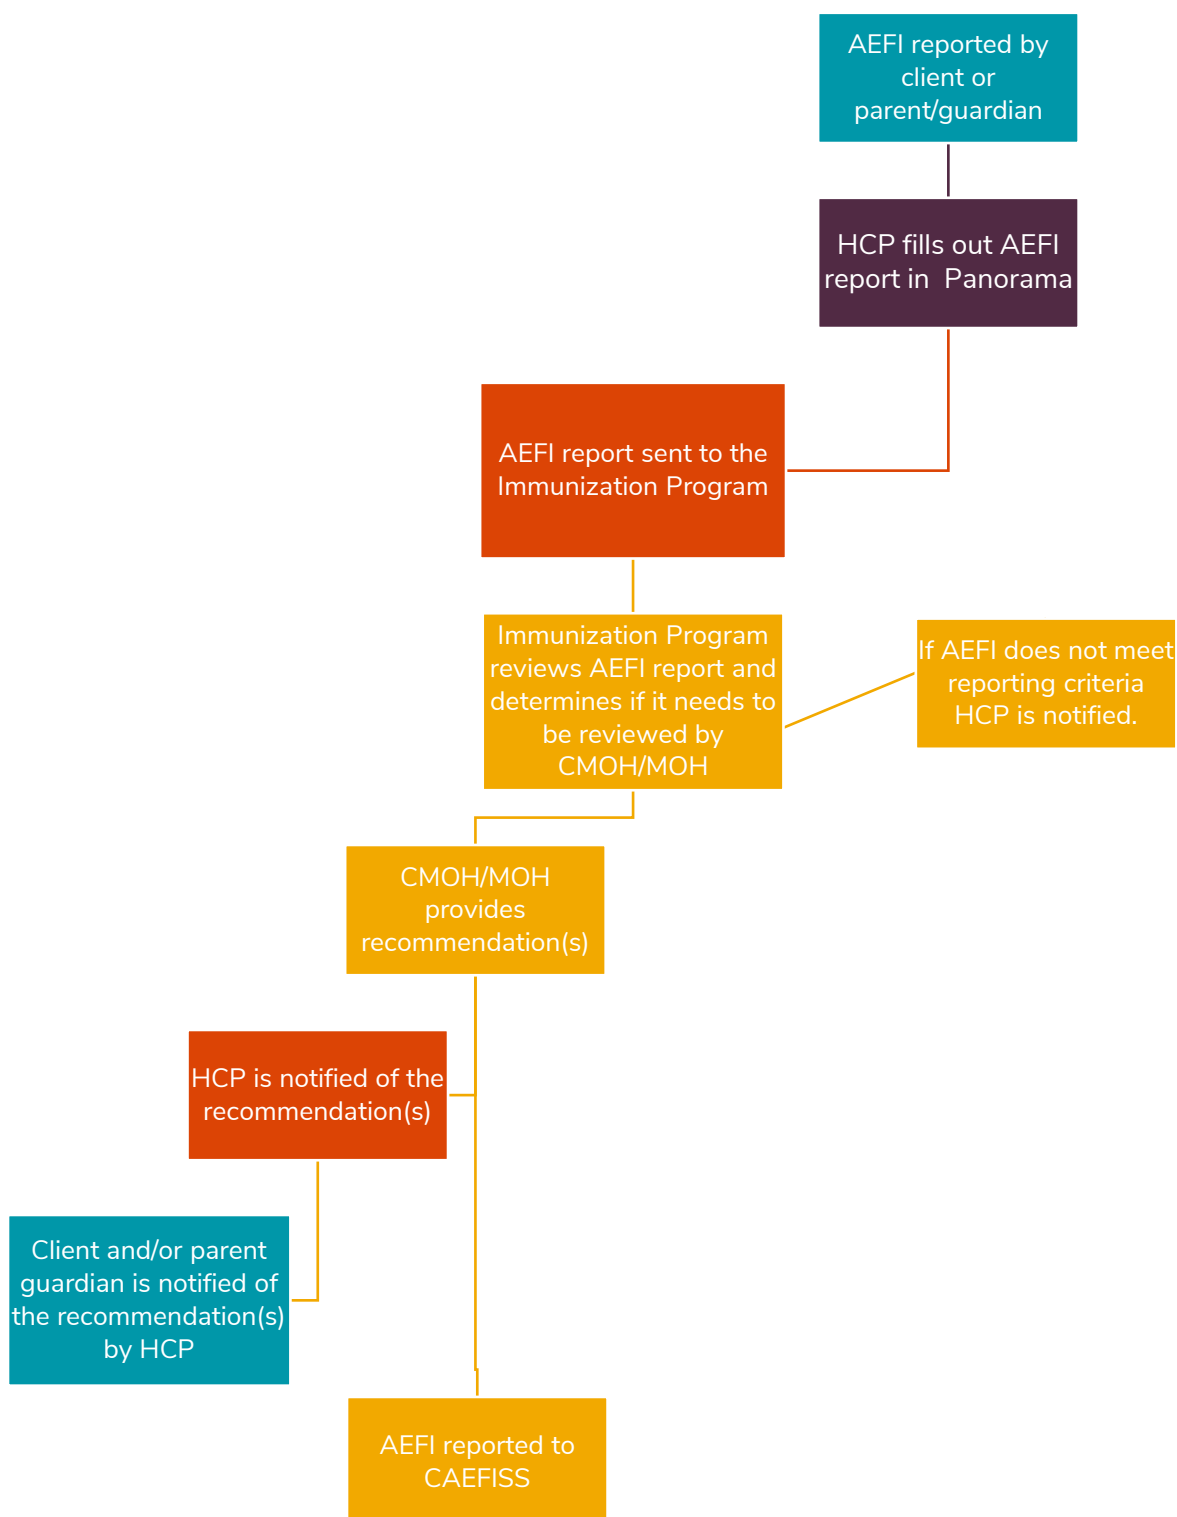 AEFI reported by
client or
parent/guardian
HCP fills out AEFI
report in Panorama
AEFI report sent to the
Immunization Program
Immunization Program
reviews AEFI report and
determines if it needs to
be reviewed by
CMOH/MOH
If AEFI does not meet
reporting criteria
HCP is notified.
CMOH/MOH
provides
recommendation(s)
HCP is notified of the
recommendation(s)
Client and/or parent
guardian is notified of
the recommendation(s)
by HCP
AEFI reported to
CAEFISS